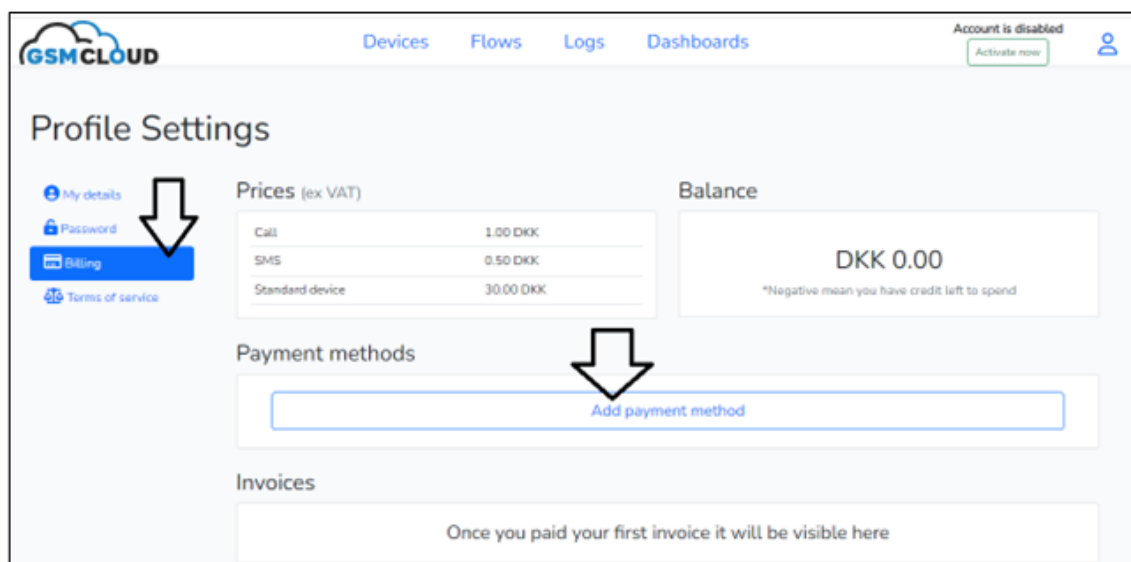 GSMCLOUD
Devices Flows Logs Dashboards
Account is disabled
Activate now
Profile Settings
My details
Password
Billing
Terms of service
Prices (ex VAT)
Call 1.00 DKK
SMS 0.50 DKK
Standard device 30.00 DKK
Balance
DKK 0.00
*Negative mean you have credit left to spend
Payment methods
Add payment method
Invoices
Once you paid your first invoice it will be visible here